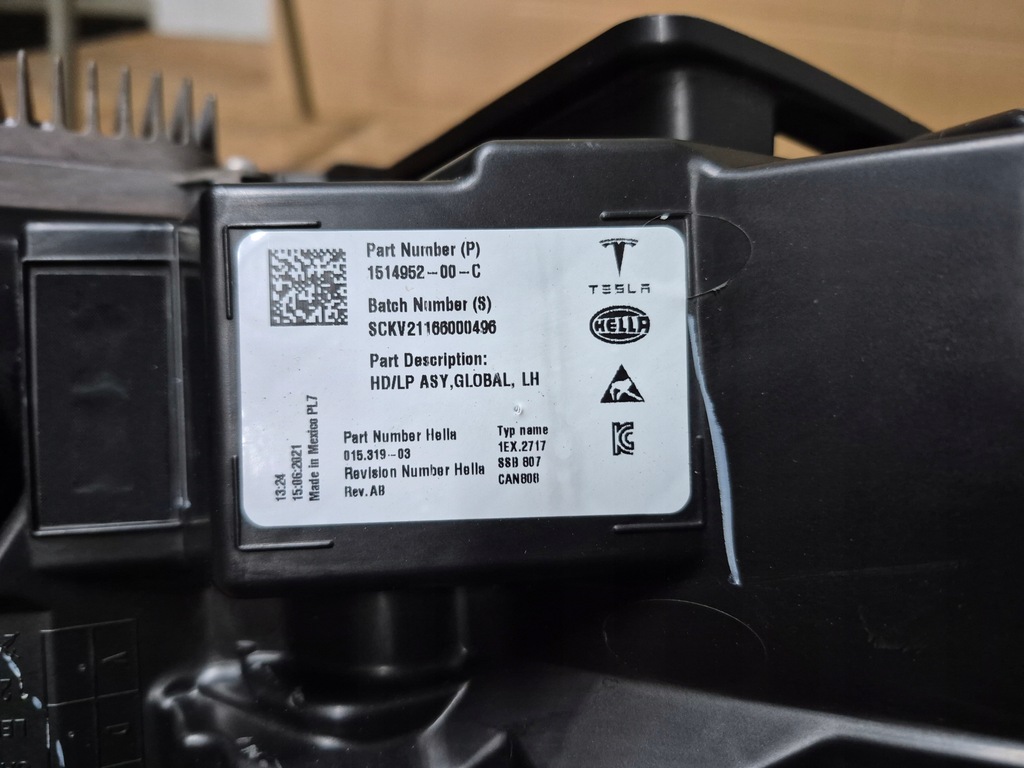 Part Number (P)
1514952-00-C
Batch Number (S)
SCKV21166000496
Part Description:
HD/LP ASY,GLOBAL, LH
Part Number Hella
015.319-03
Revision Number Hella
Rev.AB
Typ name
1EX.2717
SSB 807
CAN808
13:24
15:06:2021
Made in Mexico PL7
TESLA
HELLA